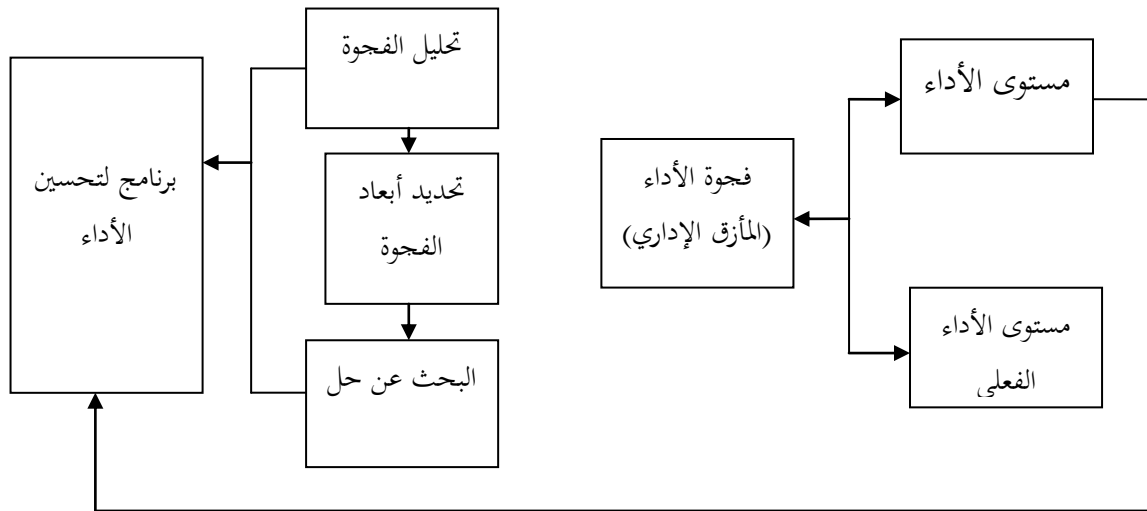 مستوى الأداء
مستوى الأداء
الفعلي
فجوة الأداء
(المأزق الإداري)
تحليل الفجوة
تحديد أبعاد
الفجوة
البحث عن حل
برنامج لتحسين
الأداء